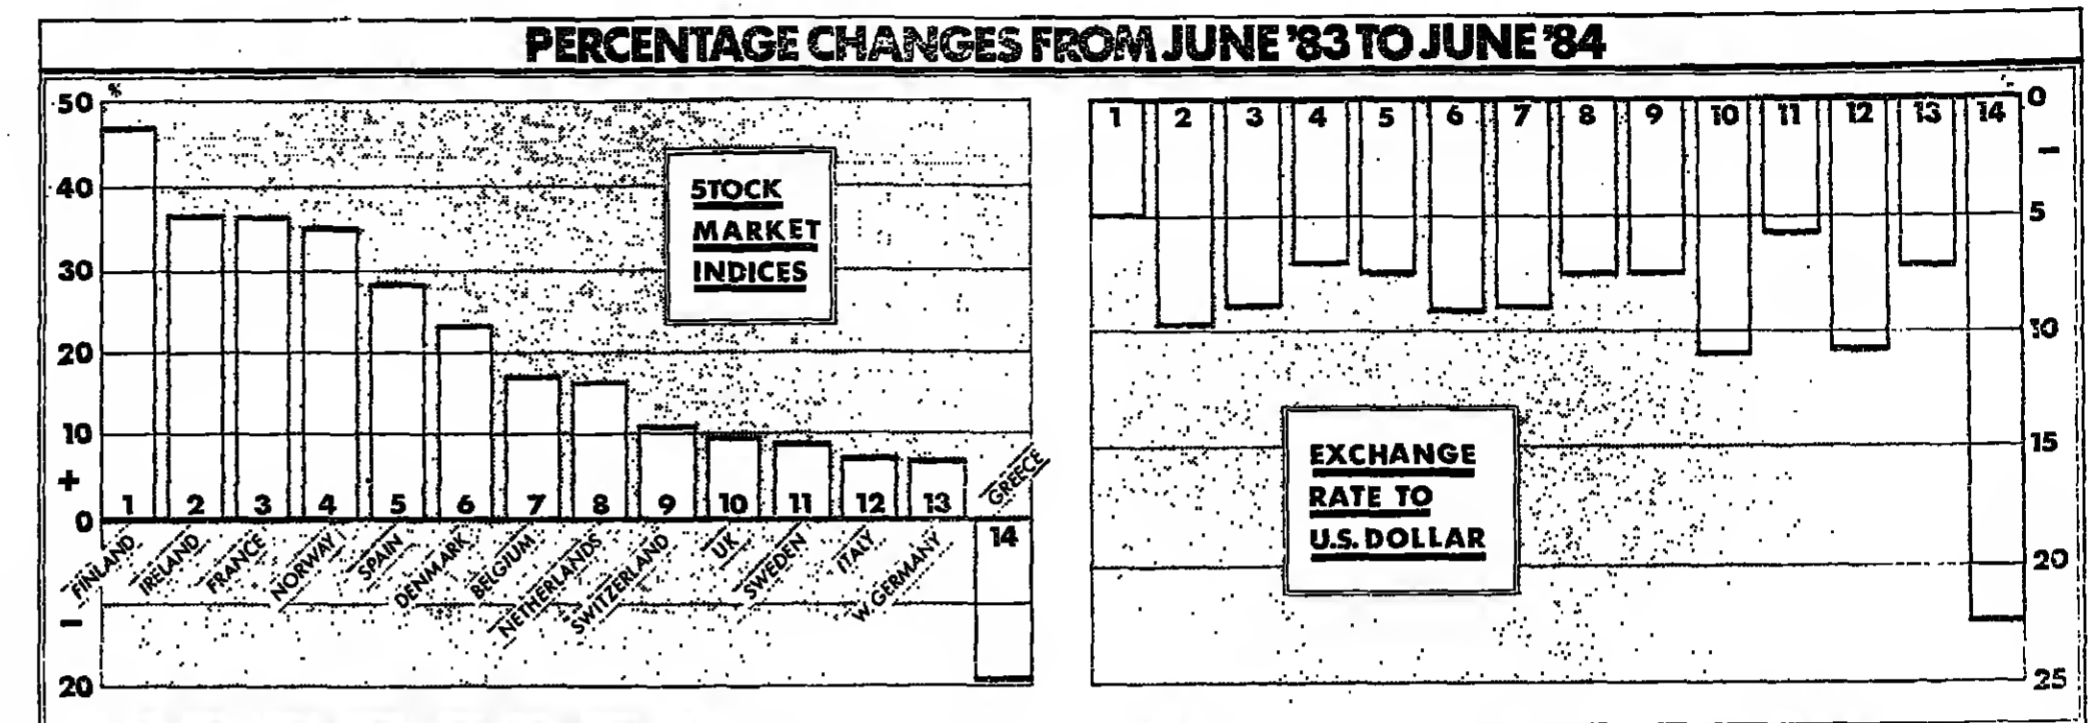 PERCENTAGE CHANGES FROM JUNE '83 TO JUNE '84
%
50
40
30
20
10
+
0
−
20
STOCK
MARKET
INDICES
1 2 3 4 5 6 7 8 9 10 11 12 13
14
FINLAND
IRELAND
FRANCE
NORWAY
SPAIN
DENMARK
BELGIUM
NETHERLANDS
SWITZERLAND
UK
SWEDEN
ITALY
W GERMANY
GREECE
1 2 3 4 5 6 7 8 9 10 11 12 13 14
0
−
5
10
15
20
25
EXCHANGE
RATE TO
U.S. DOLLAR